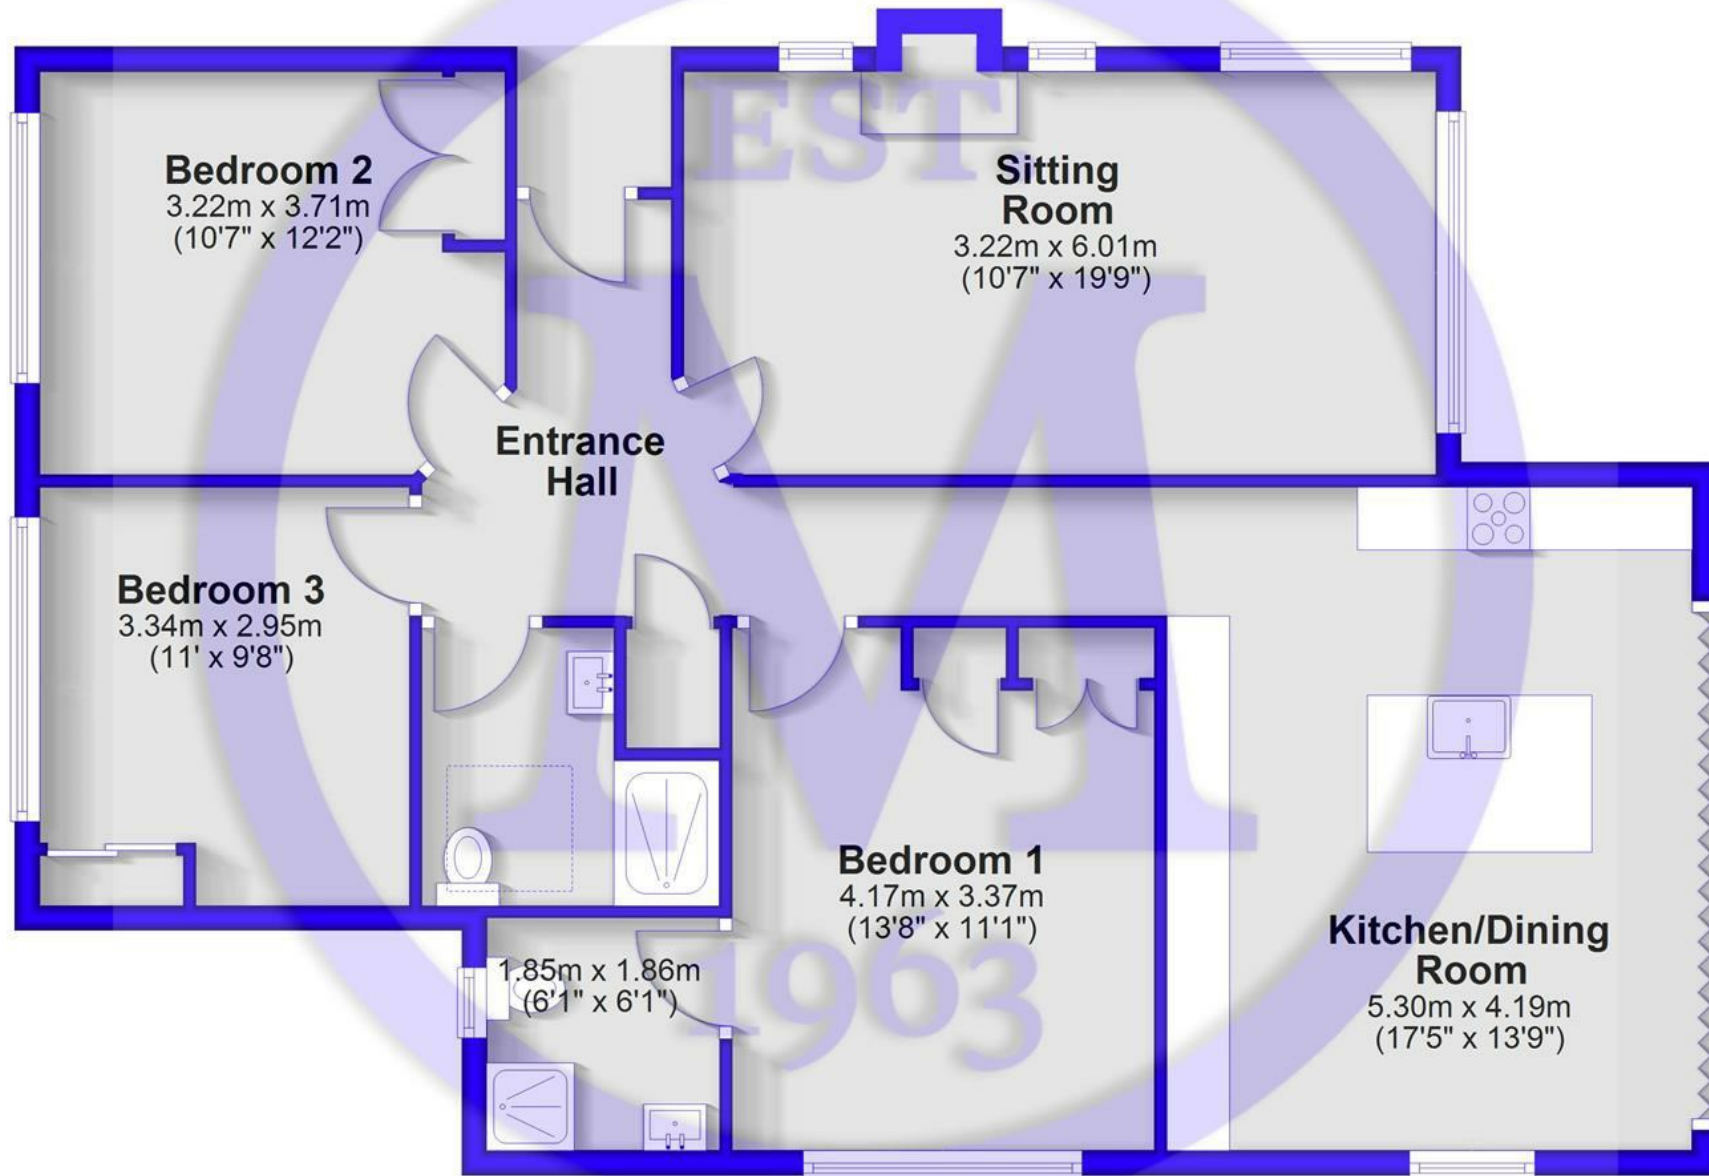 EST
Bedroom 2
3.22m x 3.71m
(10'7" x 12'2")
Sitting
Room
3.22m x 6.01m
(10'7" x 19'9")
Entrance
Hall
Bedroom 3
3.34m x 2.95m
(11' x 9'8")
M
Bedroom 1
4.17m x 3.37m
(13'8" x 11'1")
Kitchen/Dining
Room
5.30m x 4.19m
(17'5" x 13'9")
1.85m x 1.86m
(6'1" x 6'1")
1963